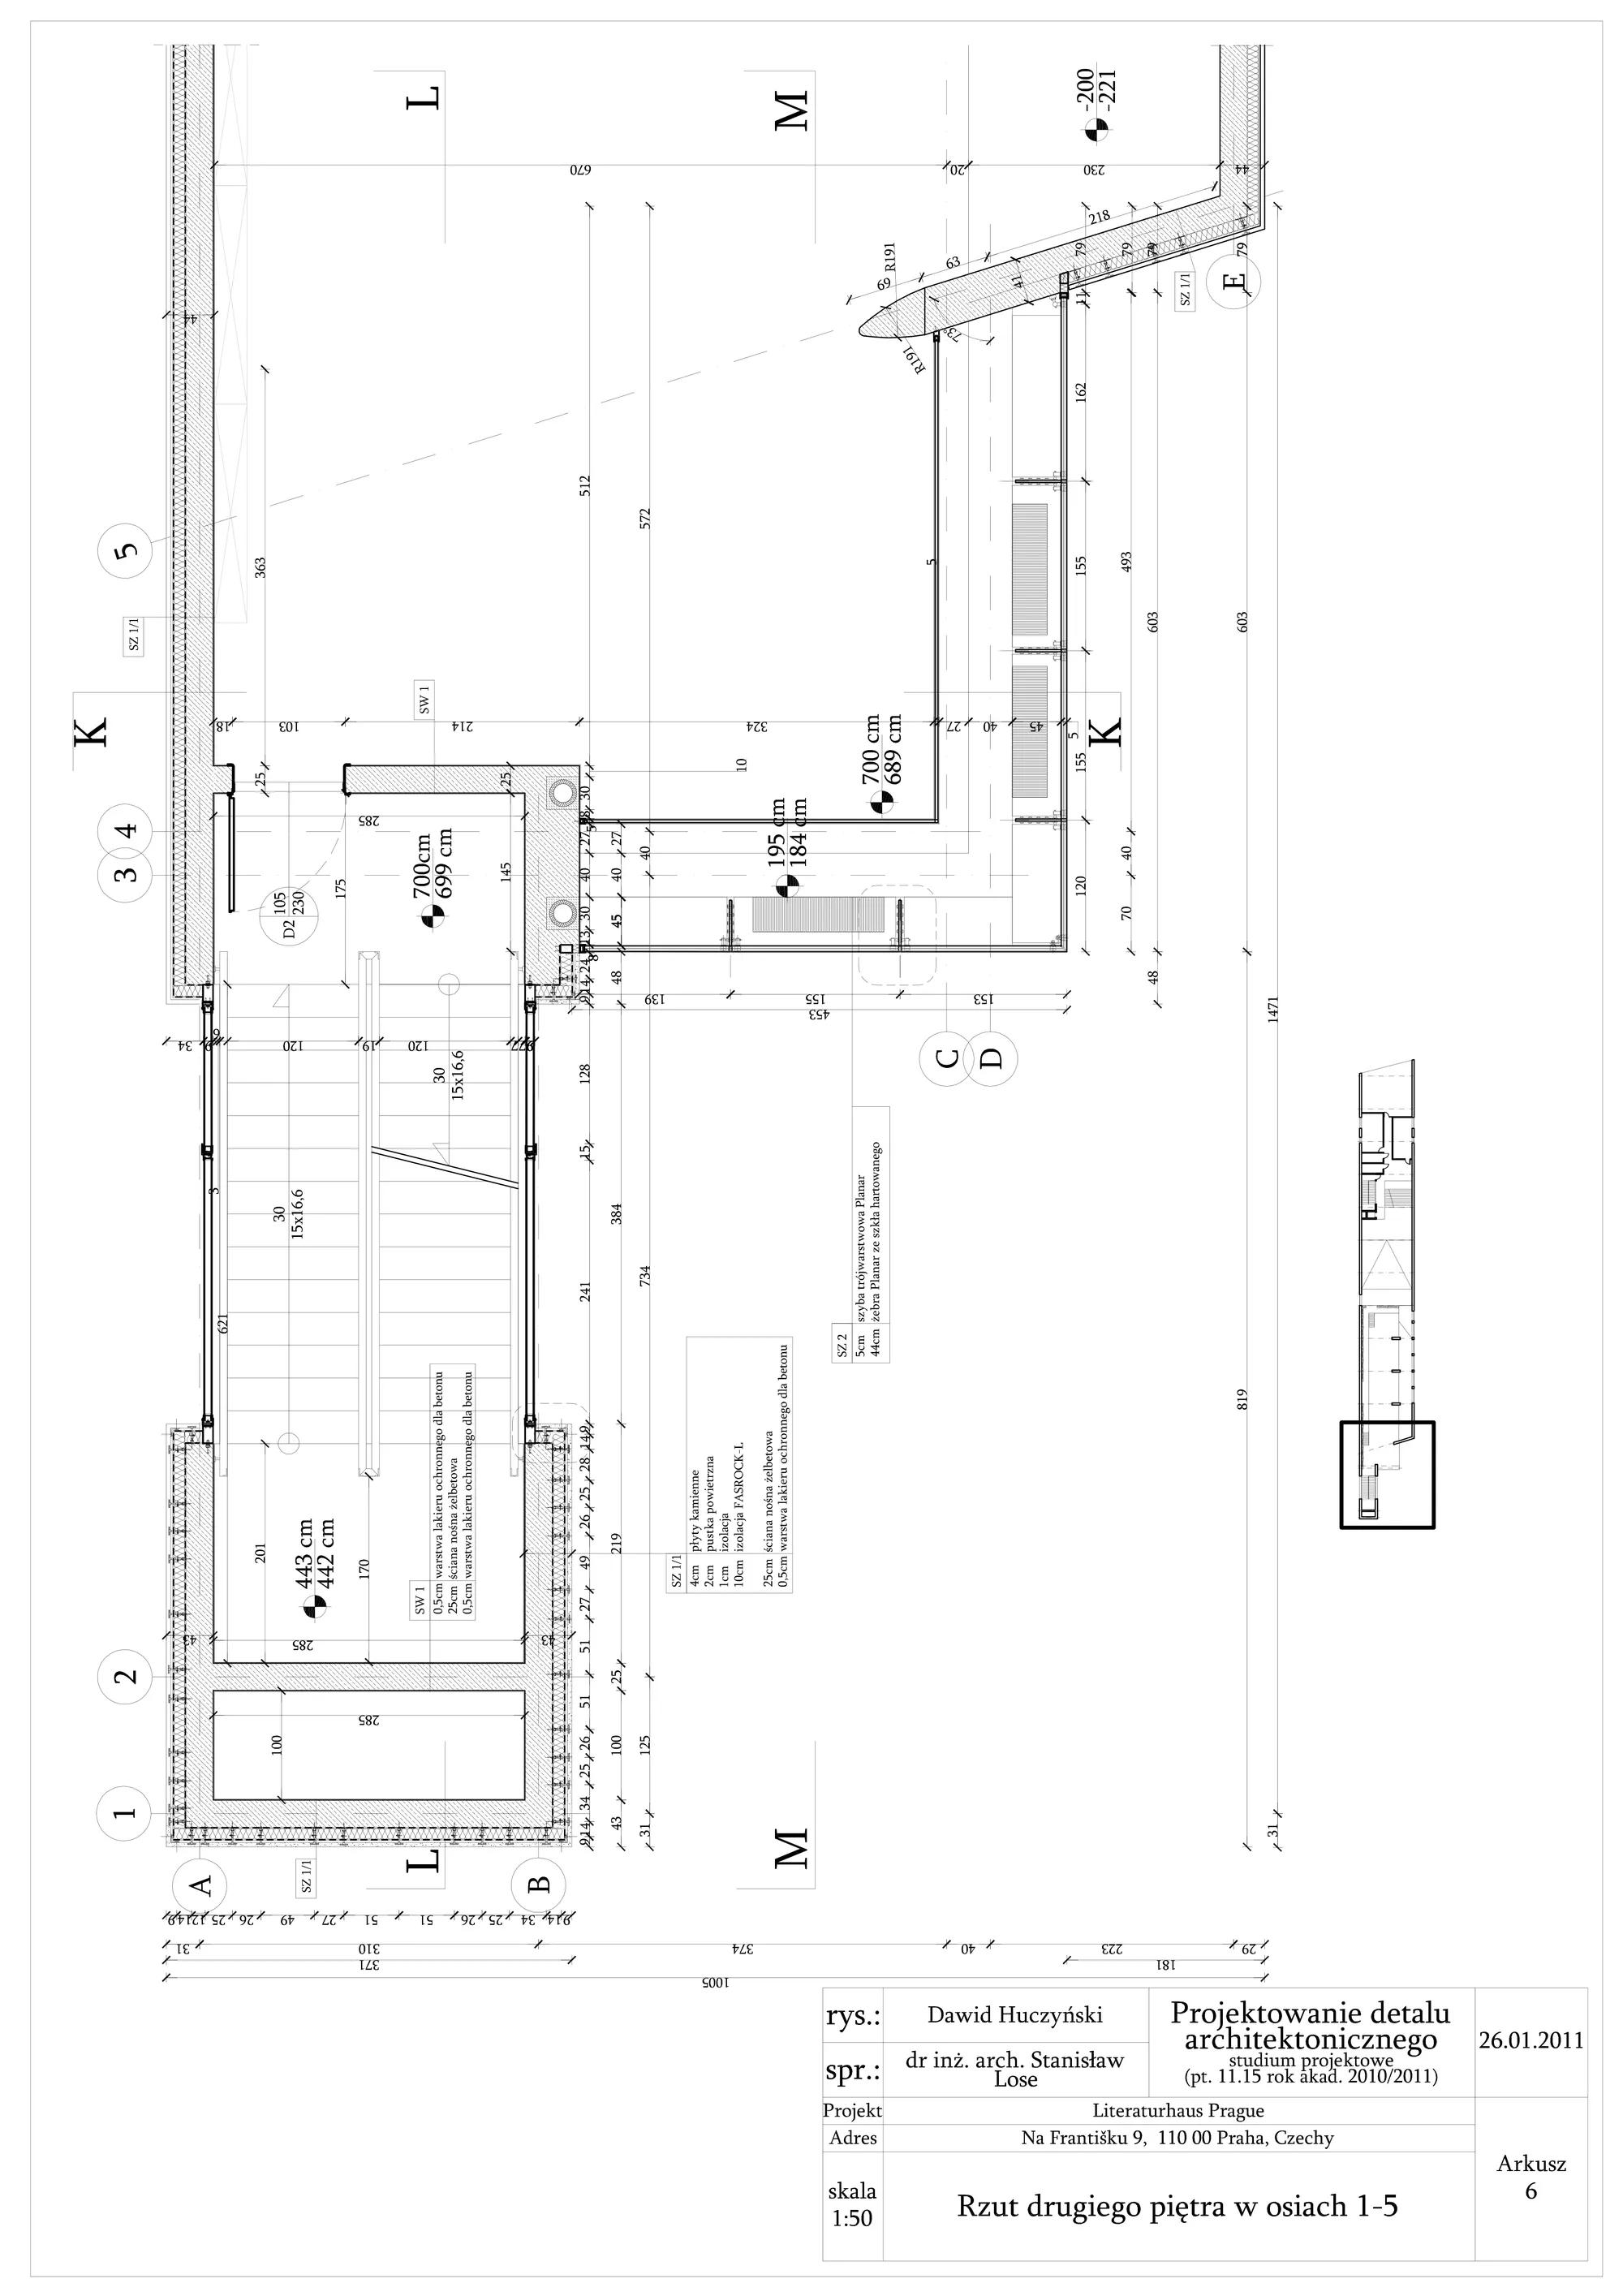 L
M
-200
-221
670
20
230
44
218
R191
63
69
79
79
79
79
41
11
E
SZ 1/1
44
73°
R191
162
512
572
5
363
5
155
493
603
603
SZ 1/1
K
SW 1
18
103
214
324
27
40
45
5
K
700 cm
689 cm
10
155
25
25
30
285
4
3
700cm
699 cm
145
175
D2
105
230
27
27
40
40
40
30
45
13
24
14
9
8
48
195 cm
184 cm
40
120
70
48
139
155
153
453
1471
C
D
34
9
6
120
19
120
30
15x16,6
128
15
30
15x16,6
3
384
241
734
621
SZ 2
5cm szyba trójwarstwowa Planar
44cm żebra Planar ze szkła hartowanego
819
SW 1
0,5cm warstwa lakieru ochronnego dla betonu
25cm ściana nośna żelbetowa
0,5cm warstwa lakieru ochronnego dla betonu
SZ 1/1
4cm płyty kamienne
2cm pustka powietrzna
1cm izolacja
10cm izolacja FASROCK-L
25cm ściana nośna żelbetowa
0,5cm warstwa lakieru ochronnego dla betonu
443 cm
442 cm
201
170
14,9
28
25
26
219
49
27
51
43
285
43
2
25
51
285
100
26
100
125
25
1
34
14
9
43
31
31
A
SZ 1/1
L
B
M
9
14
12
25
26
49
27
51
51
26
25
34
14
9
31
310
374
40
223
29
371
181
1005
rys.:
Dawid Huczyński
Projektowanie detalu
architektonicznego
studium projektowe
(pt. 11.15 rok akad. 2010/2011)
26.01.2011
spr.:
dr inż. arch. Stanisław
Lose
Projekt
Literaturhaus Prague
Adres
Na Františku 9, 110 00 Praha, Czechy
skala
1:50
Rzut drugiego piętra w osiach 1-5
Arkusz
6